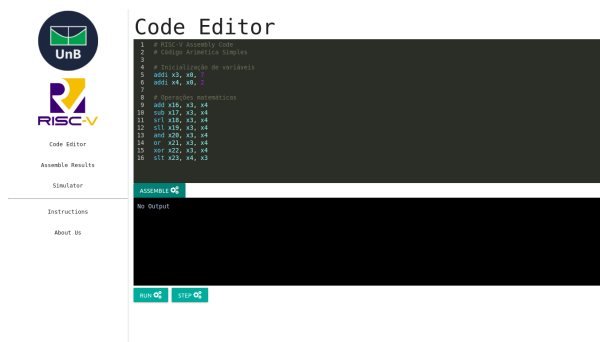 UnB
RISC-V
Code Editor
Assemble Results
Simulator
Instructions
About Us
Code Editor
1 # RISC-V Assembly Code
2 # Código Arimética Simples
3
4 # Inicialização de variáveis
5 addi x3, x0, 7
6 addi x4, x0, 2
7
8 # Operações matemáticas
9 add x16, x3, x4
10 sub x17, x3, x4
11 srl x18, x3, x4
12 sll x19, x3, x4
13 and x20, x3, x4
14 or x21, x3, x4
15 xor x22, x3, x4
16 slt x23, x4, x3
ASSEMBLE
No Output
RUN
STEP